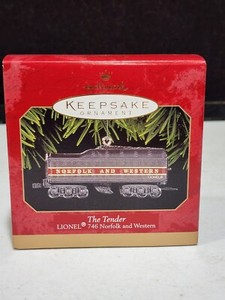 Hallmark
KEEPSAKE
ORNAMENT
NORFOLK AND WESTERN
The Tender
LIONEL® 746 Norfolk and Western